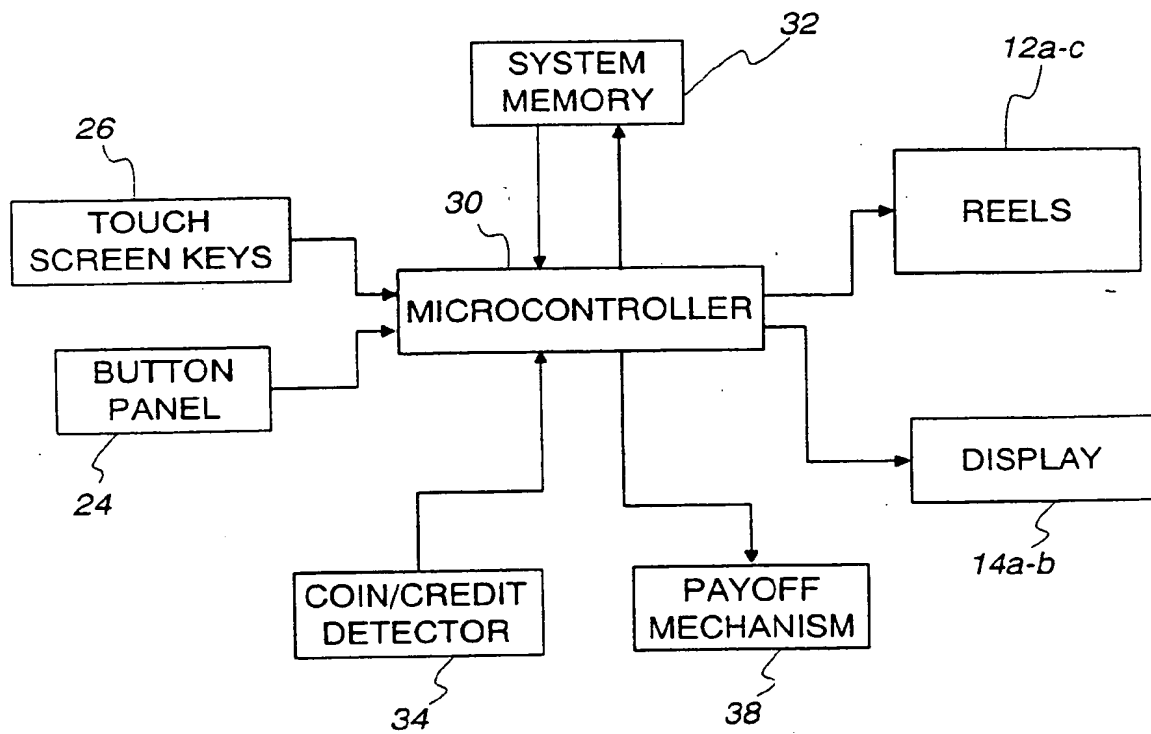 32
SYSTEM
MEMORY
12a-c
26
TOUCH
SCREEN KEYS
30
REELS
MICROCONTROLLER
BUTTON
PANEL
24
DISPLAY
14a-b
COIN/CREDIT
DETECTOR
34
PAYOFF
MECHANISM
38